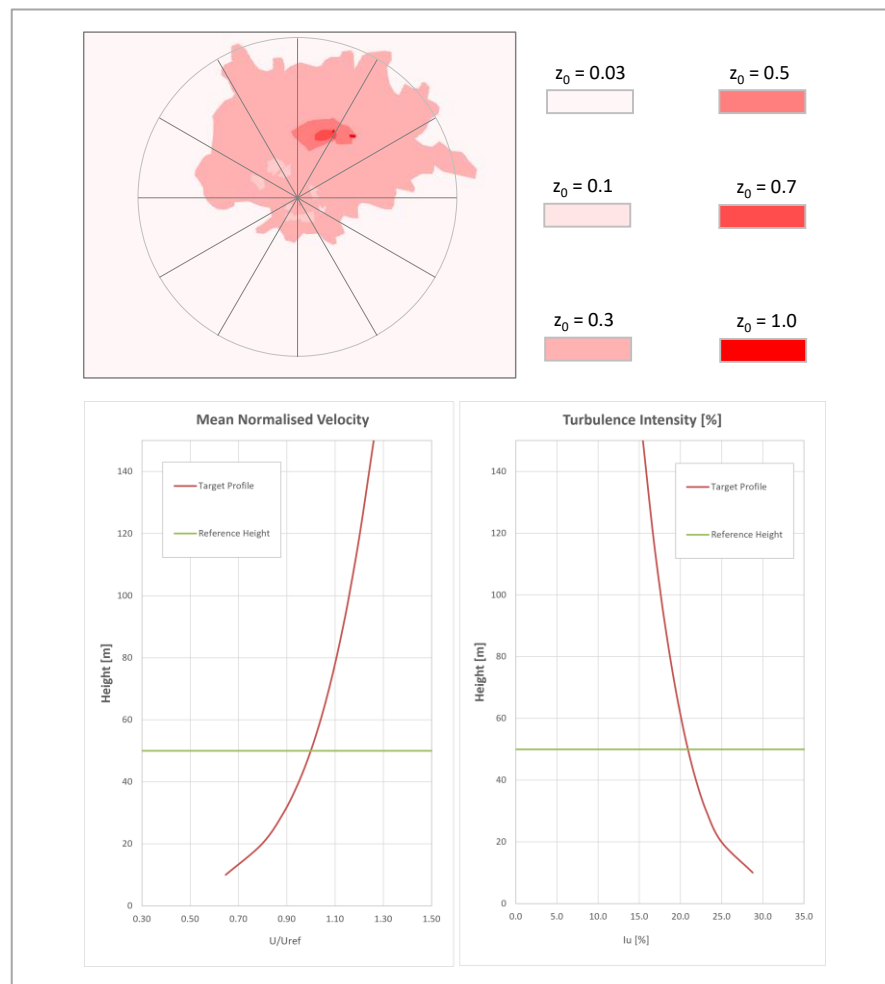 z₀ = 0.03
z₀ = 0.5
z₀ = 0.1
z₀ = 0.7
z₀ = 0.3
z₀ = 1.0
Mean Normalised Velocity
140
120
100
80
60
40
20
0
Height [m]
Target Profile
Reference Height
0.30 0.50 0.70 0.90 1.10 1.30 1.50
U/Uref
Turbulence Intensity [%]
140
120
100
80
60
40
20
0
Height [m]
Target Profile
Reference Height
0.0 5.0 10.0 15.0 20.0 25.0 30.0 35.0
Iu [%]